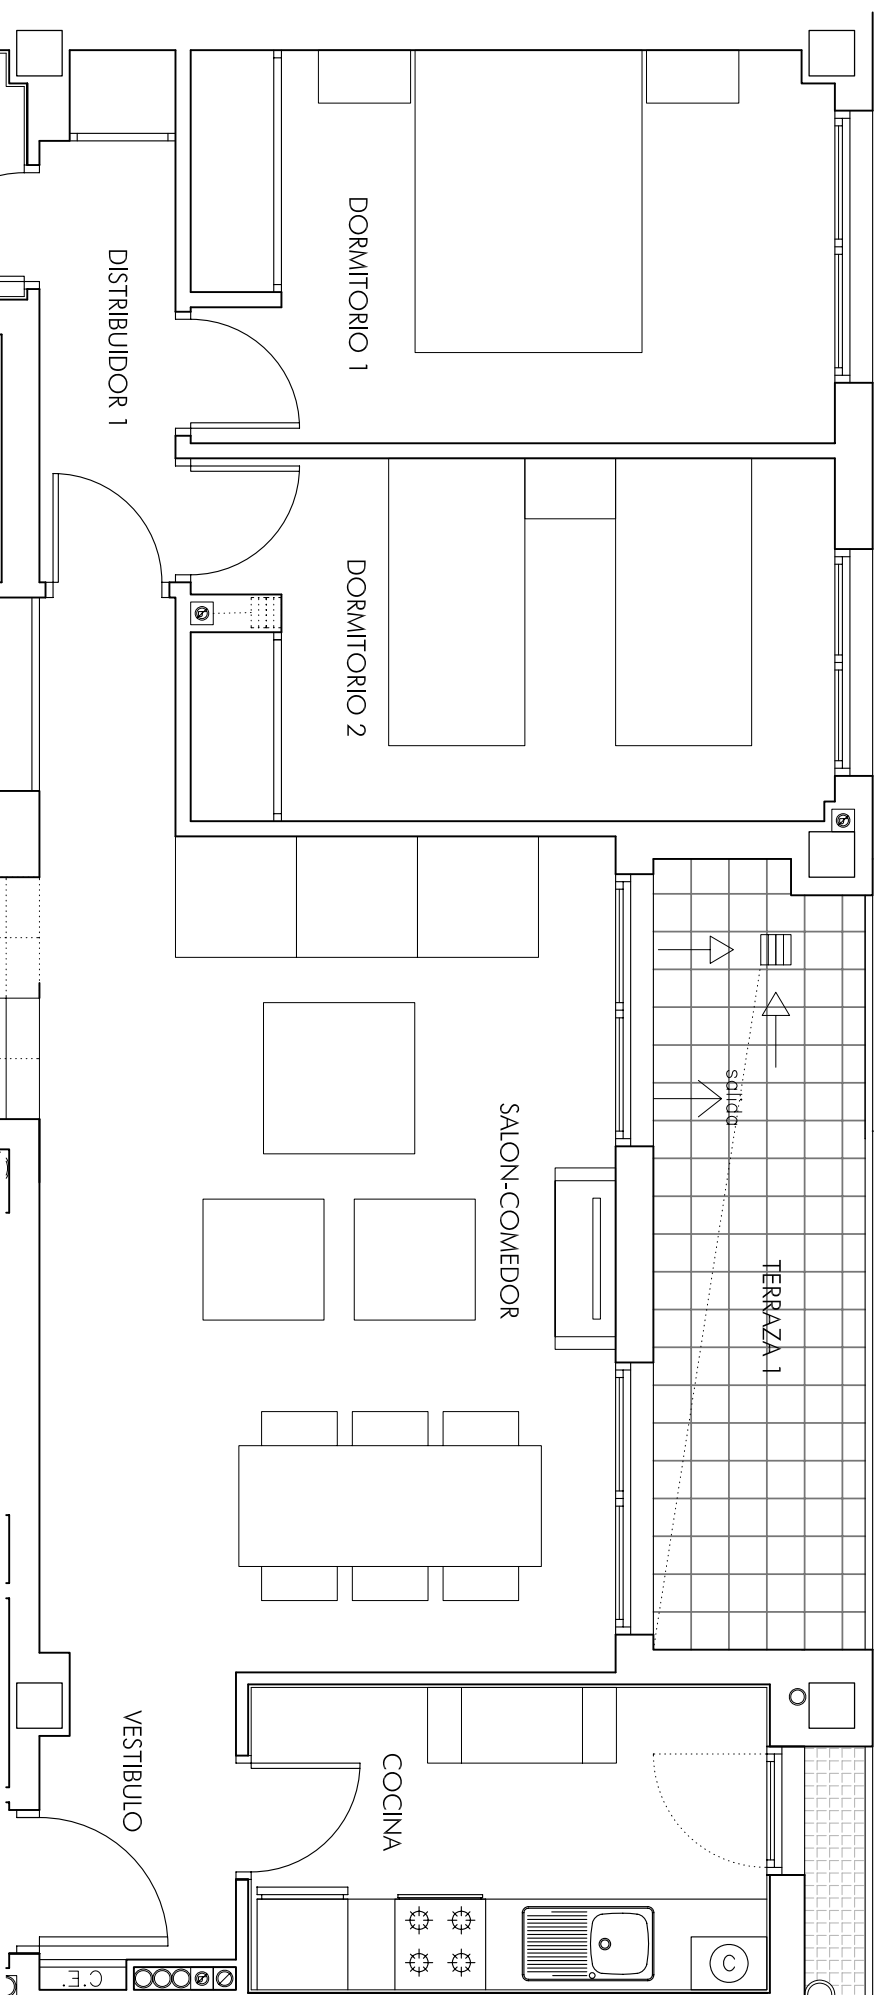 DORMITORIO 1
DISTRIBUIDOR 1
DORMITORIO 2
salida
SALON-COMEDOR
TERRAZA 1
VESTIBULO
COCINA
C
C.E.